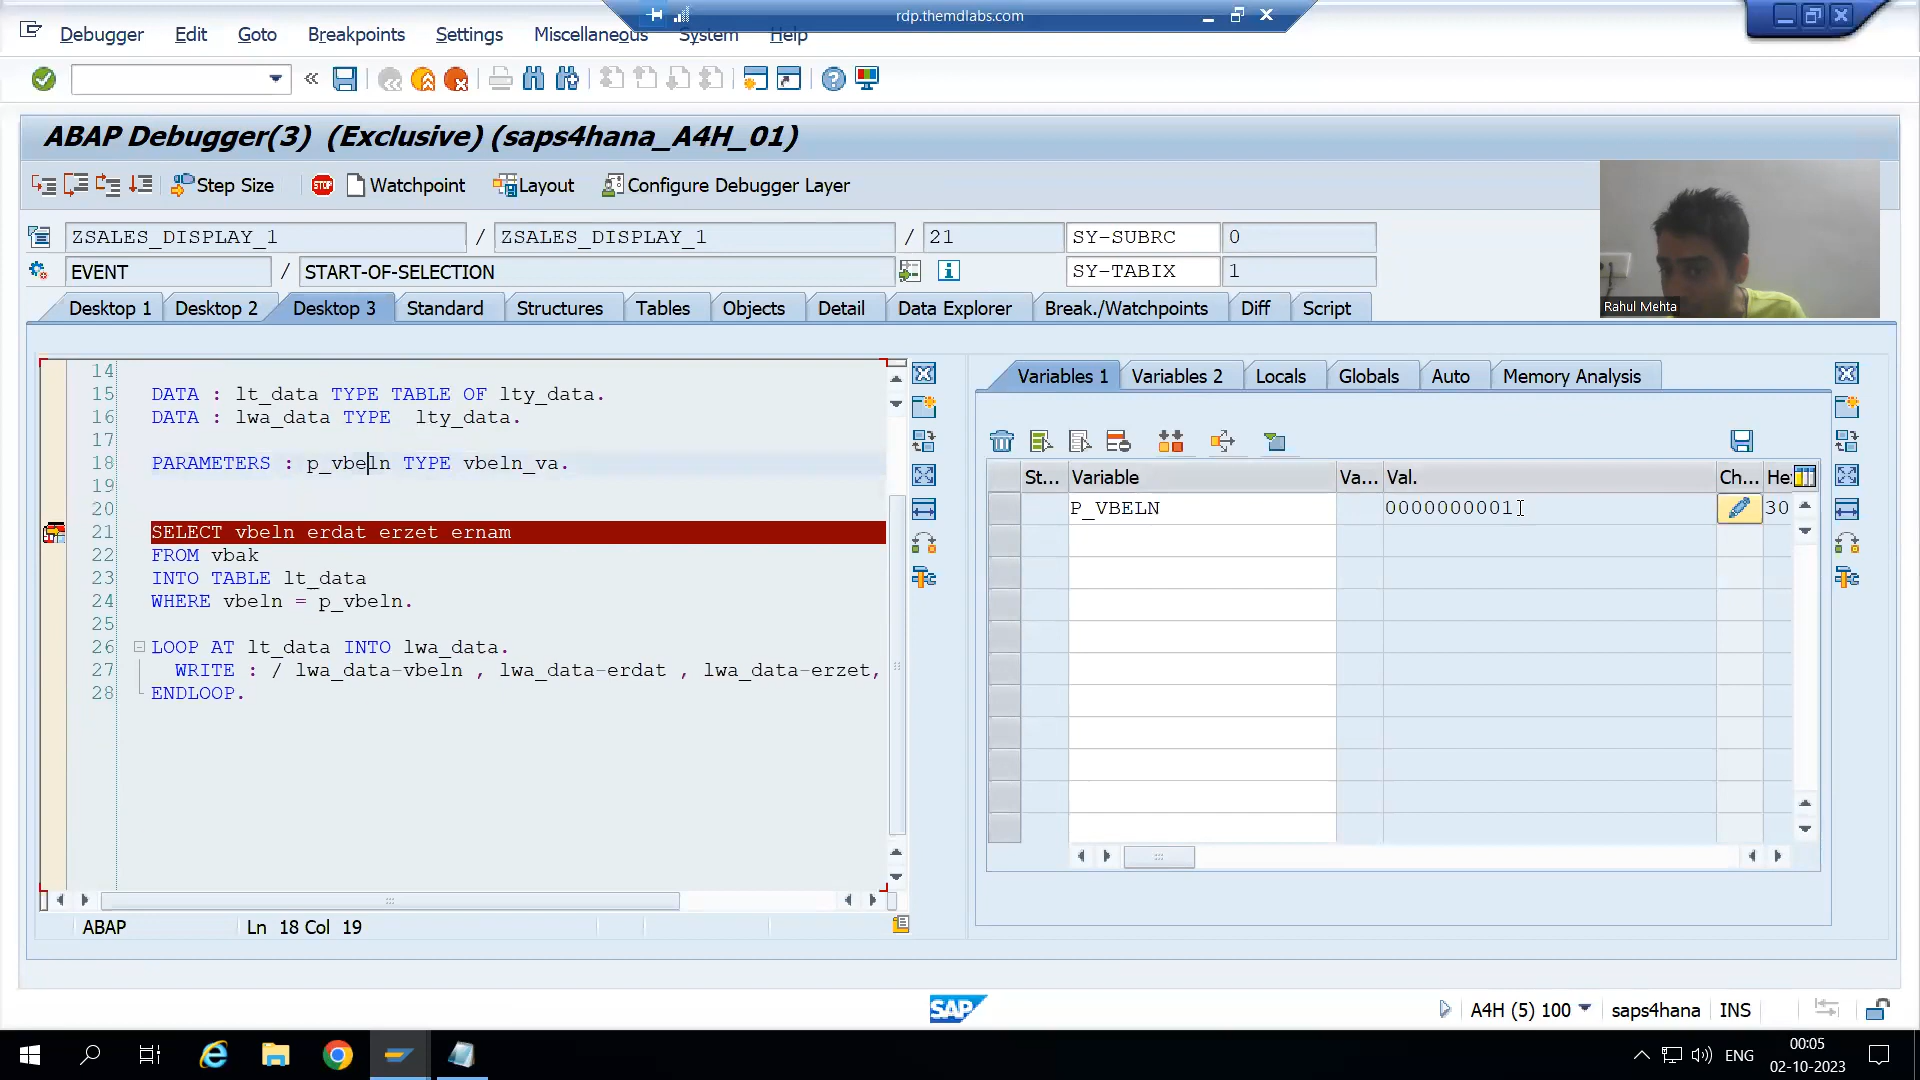 rdp.themdlabs.com
Debugger Edit Goto Breakpoints Settings Miscellaneous System Help
ABAP Debugger(3) (Exclusive) (saps4hana_A4H_01)
Step Size STOP Watchpoint Layout Configure Debugger Layer
ZSALES_DISPLAY_1 / ZSALES_DISPLAY_1 / 21 SY-SUBRC 0
EVENT / START-OF-SELECTION SY-TABIX 1
Rahul Mehta
Desktop 1 Desktop 2 Desktop 3 Standard Structures Tables Objects Detail Data Explorer Break./Watchpoints Diff Script
14
15 DATA : lt_data TYPE TABLE OF lty_data.
16 DATA : lwa_data TYPE lty_data.
17
18 PARAMETERS : p_vbeln TYPE vbeln_va.
19
20
21 SELECT vbeln erdat erzet ernam
22 FROM vbak
23 INTO TABLE lt_data
24 WHERE vbeln = p_vbeln.
25
26 LOOP AT lt_data INTO lwa_data.
27 WRITE : / lwa_data-vbeln , lwa_data-erdat , lwa_data-erzet,
28 ENDLOOP.
ABAP Ln 18 Col 19
Variables 1 Variables 2 Locals Globals Auto Memory Analysis
St... Variable Va... Val. Ch... He
P_VBELN 0000000001 30
SAP
A4H (5) 100 saps4hana INS
ENG
00:05
02-10-2023